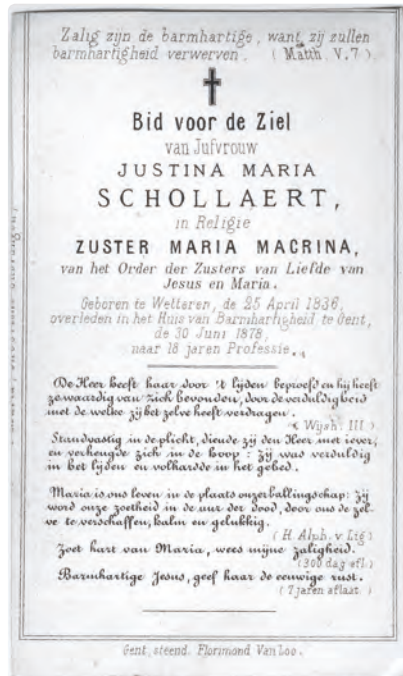 Zalig zijn de barmhartige, want zij zullen
barmhartigheid verwerven. (Matth. V.7)
Bid voor de Ziel
van Jufvrouw
JUSTINA MARIA
SCHOLLAERT,
in Religie
ZUSTER MARIA MACRINA,
van het Order der Zusters van Liefde van
Jesus en Maria.
Geboren te Wetteren, de 25 April 1836,
overleden in het Huis van Barmhartigheid te Gent,
de 30 Juni 1878,
naar 18 jaren Professie.
De Heer heeft haar door 't lijden beproefd en hij heeft
ze waardig van zich bevonden, door de verduldigheid
met de welke zij het zelve heeft verdragen.
(Wijsh. III)
Standvastig in de plicht, diende zij den Heer met iever,
en verheugde zich in de hoop: zij was verduldig
in het lijden en volhardde in het gebed.
Maria is ons leven in de plaats onzer ballingschap: zij
word onze zoetheid in de uur der dood, door ons de zel-
ve te verschaffen, kalm en gelukkig.
(H. Alph. v Lig)
Zoet hart van Maria, wees mijne zaligheid.
(300 dag. afl.)
Barmhartige Jesus, geef haar de eeuwige rust.
(7 jaren aflaat.)
Gent, steend. Florimond Van Loo.